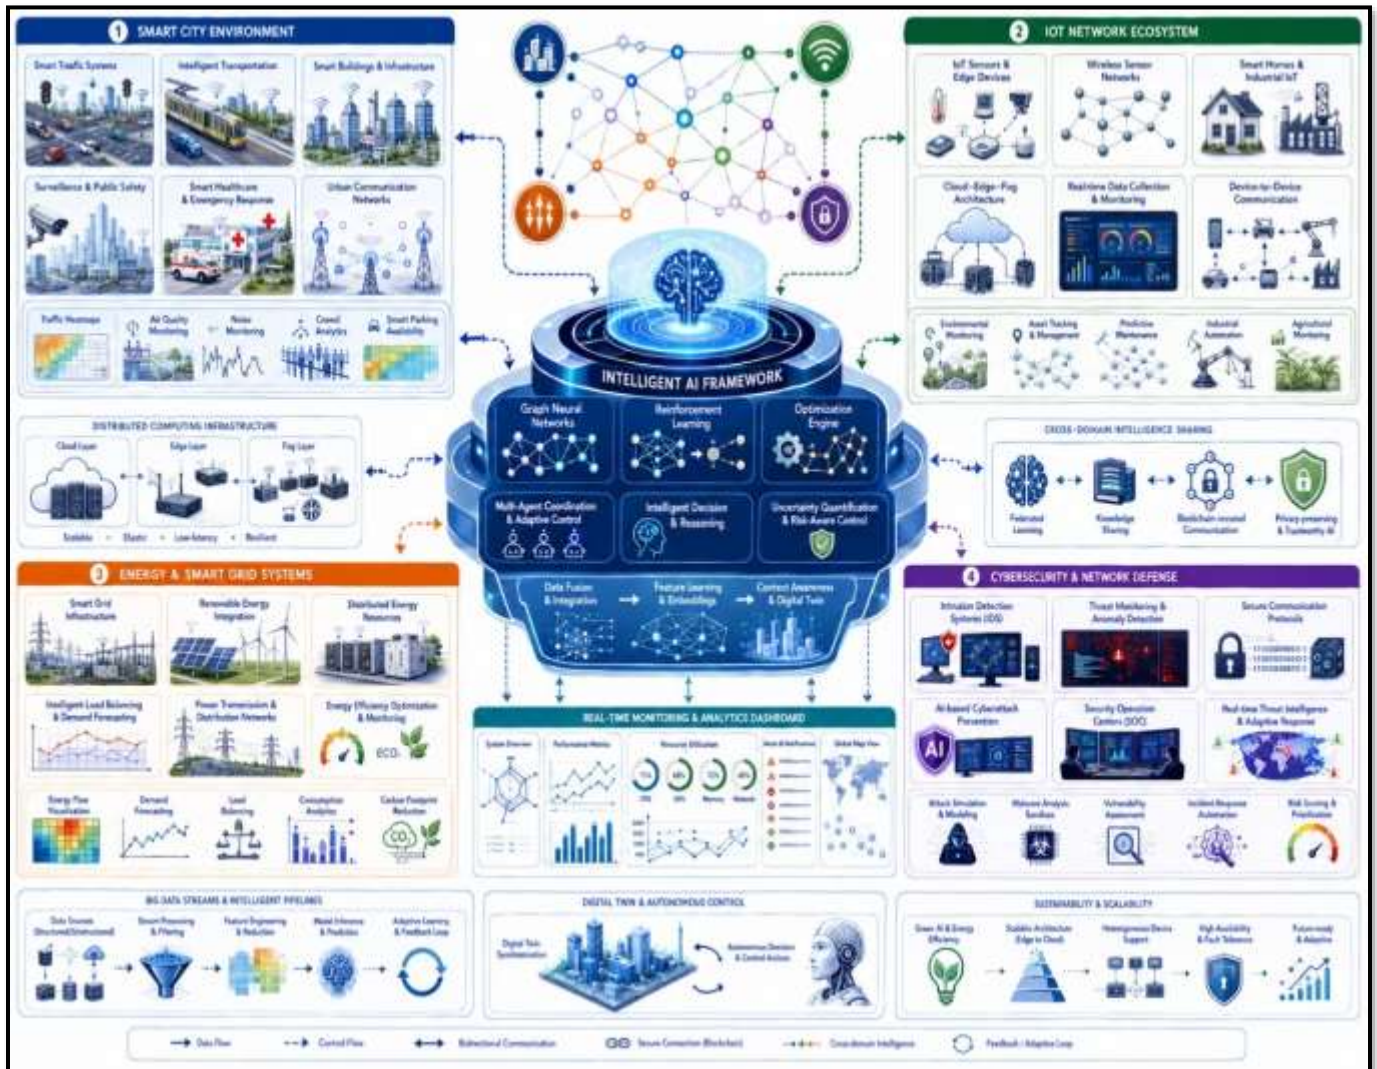 1 SMART CITY ENVIRONMENT
Smart Traffic Systems
Intelligent Transportation
Smart Buildings & Infrastructure
Surveillance & Public Safety
Smart Healthcare
& Emergency Response
Urban Communication
Networks
Traffic Heatmaps
Air Quality
Monitoring
Noise
Monitoring
Crowd
Analytics
Smart Parking
Availability
2 IOT NETWORK ECOSYSTEM
IoT Sensors &
Edge Devices
Wireless Sensor
Networks
Smart Homes &
Industrial IoT
Cloud-Edge-Fog
Architecture
Real-time Data Collection
& Monitoring
Device-to-Device
Communication
Environmental
Monitoring
Asset Tracking
& Management
Predictive
Maintenance
Industrial
Automation
Agricultural
Monitoring
INTELLIGENT AI FRAMEWORK
Graph Neural
Networks
Reinforcement
Learning
Optimization
Engine
Multi-Agent Coordination
& Adaptive Control
Intelligent Decision
& Reasoning
Uncertainty Quantification
& Risk-Aware Control
Data Fusion
& Integration
Feature Learning
& Embeddings
Context Awareness
& Digital Twin
DISTRIBUTED COMPUTING INFRASTRUCTURE
Cloud Layer
Edge Layer
Fog Layer
Scalable
Elastic
Low-latency
Resilient
CROSS-DOMAIN INTELLIGENCE SHARING
Federated
Learning
Knowledge
Sharing
Communication
Privacy-preserving
& Trustworthy AI
3 ENERGY & SMART GRID SYSTEMS
Smart Grid
Infrastructure
Renewable Energy
Integration
Distributed Energy
Resources
Intelligent Load Balancing
& Demand Forecasting
Power Transmission &
Distribution Networks
Energy Efficiency Optimization
& Monitoring
Energy Flow
Visualization
Demand
Forecasting
Load
Balancing
Consumption
Analytics
Carbon Footprint
Reduction
CO₂
4 CYBERSECURITY & NETWORK DEFENSE
Intrusion Detection
Systems (IDS)
Threat Monitoring &
Anomaly Detection
Secure Communication
Protocols
AI-based Cyberattack
Prevention
AI
Security Operation
Centers (SOC)
Real-time Threat Intelligence
& Adaptive Response
Attack Simulation
& Modeling
Malware Analysis
Sandbox
Vulnerability
Assessment
Incident Response
Automation
Risk Scoring &
Prioritization
REAL-TIME MONITORING & ANALYTICS DASHBOARD
System Overview
Performance Metrics
Resource Utilization
Global Map View
Memory
Network
BIG DATA STREAMS & INTELLIGENT PIPELINES
Data Sources
Stream Processing
& Filtering
Feature Engineering
& Reduction
Model Inference
& Prediction
Adaptive Learning
& Feedback Loop
DIGITAL TWIN & AUTONOMOUS CONTROL
Digital Twin
Synchronization
Autonomous Decision
& Control Actions
SUSTAINABILITY & SCALABILITY
Green AI & Energy
Efficiency
Scalable Architecture
(Edge to Cloud)
Heterogeneous Device
Support
High Availability
& Fault Tolerance
Future-ready
& Adaptive
Data Flow
Control Flow
Bidirectional Communication
Secure Connection (Blockchain)
Cross-domain Intelligence
Feedback / Adaptive Loop